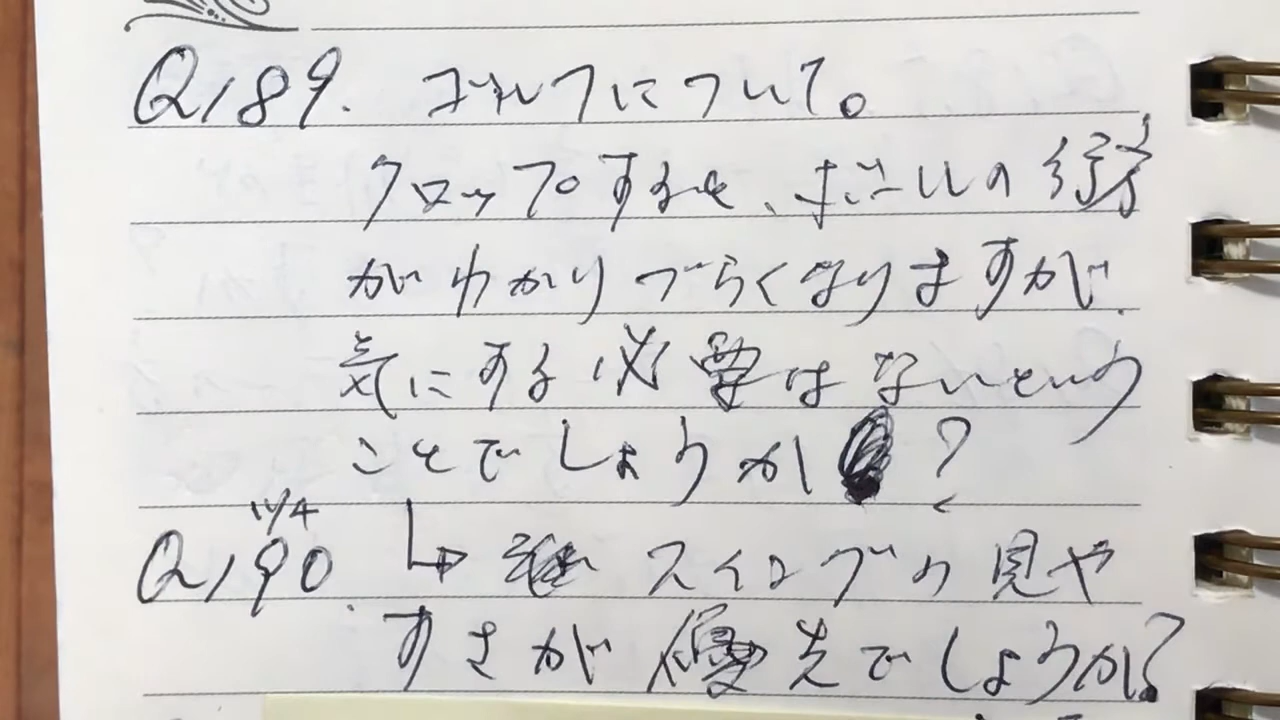 Q189. ゴルフについて。
クロップすると、ボールの行方
がわかりづらくなりますが、
気にする必要はないという
ことでしょうか?
11/4
Q190. ↳ スイングの見や
すさが優先でしょうか?